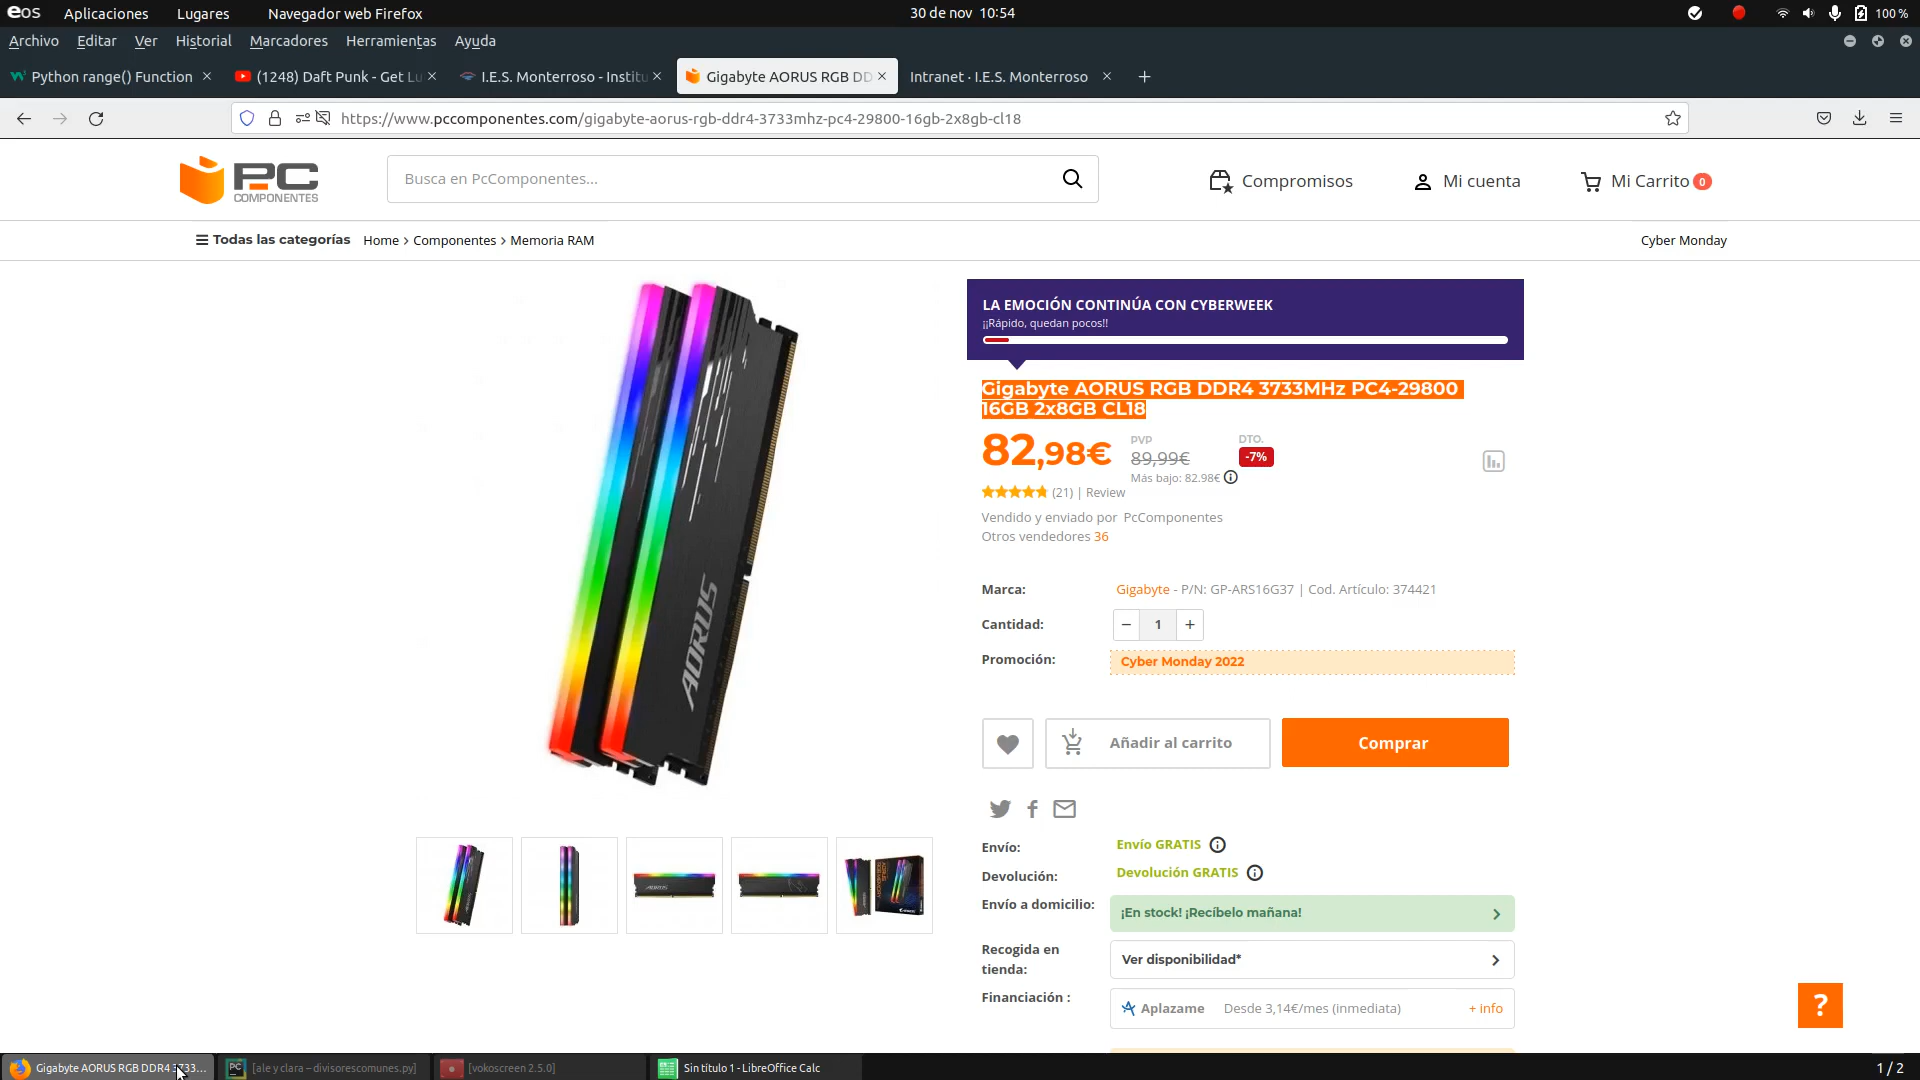 eos Aplicaciones Lugares Navegador web Firefox 30 de nov 10:54 100 %
Archivo Editar Ver Historial Marcadores Herramientas Ayuda
Python range() Function (1248) Daft Punk - Get Lu I.E.S. Monterroso - Institu Gigabyte AORUS RGB DD Intranet · I.E.S. Monterroso
https://www.pccomponentes.com/gigabyte-aorus-rgb-ddr4-3733mhz-pc4-29800-16gb-2x8gb-cl18
PC COMPONENTES Busca en PcComponentes... Compromisos Mi cuenta Mi Carrito 0
Todas las categorías Home > Componentes > Memoria RAM Cyber Monday
LA EMOCIÓN CONTINÚA CON CYBERWEEK
¡¡Rápido, quedan pocos!!
Gigabyte AORUS RGB DDR4 3733MHz PC4-29800
16GB 2x8GB CL18
82,98€ PVP 89,99€ DTO. -7%
Más bajo: 82.98€
(21) | Review
Vendido y enviado por PcComponentes
Otros vendedores 36
Marca: Gigabyte - P/N: GP-ARS16G37 | Cod. Artículo: 374421
Cantidad: − 1 +
Promoción: Cyber Monday 2022
Añadir al carrito Comprar
AORUS
Envío: Envío GRATIS
Devolución: Devolución GRATIS
Envío a domicilio: ¡En stock! ¡Recíbelo mañana!
Recogida en
tienda: Ver disponibilidad*
Financiación : Aplazame Desde 3,14€/mes (inmediata) + info
?
Gigabyte AORUS RGB DDR4 3733... PC [ale y clara – divisorescomunes.py] [vokoscreen 2.5.0] Sin título 1 - LibreOffice Calc 1 / 2